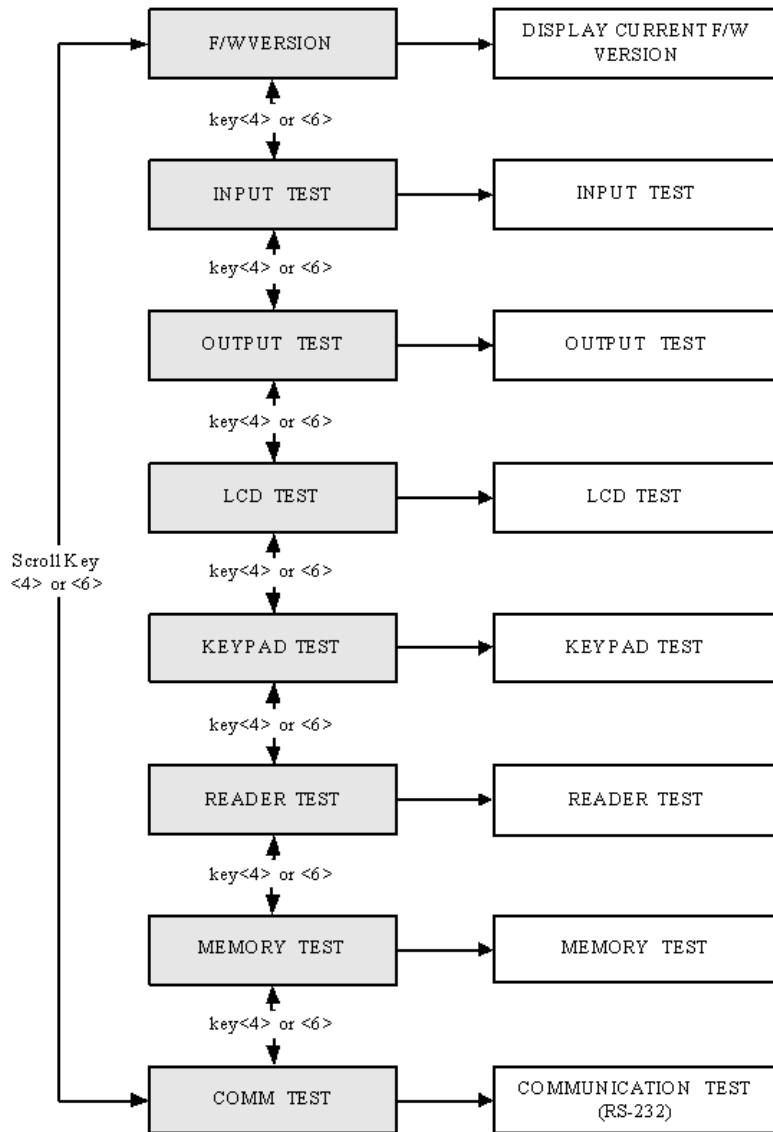 F/W VERSION
DISPLAY CURRENT F/W
VERSION
key<4> or <6>
INPUT TEST
INPUT TEST
key<4> or <6>
OUTPUT TEST
OUTPUT TEST
key<4> or <6>
LCD TEST
LCD TEST
Scroll Key
<4> or <6>
key<4> or <6>
KEYPAD TEST
KEYPAD TEST
key<4> or <6>
READER TEST
READER TEST
key<4> or <6>
MEMORY TEST
MEMORY TEST
key<4> or <6>
COMM TEST
COMMUNICATION TEST
(RS-232)